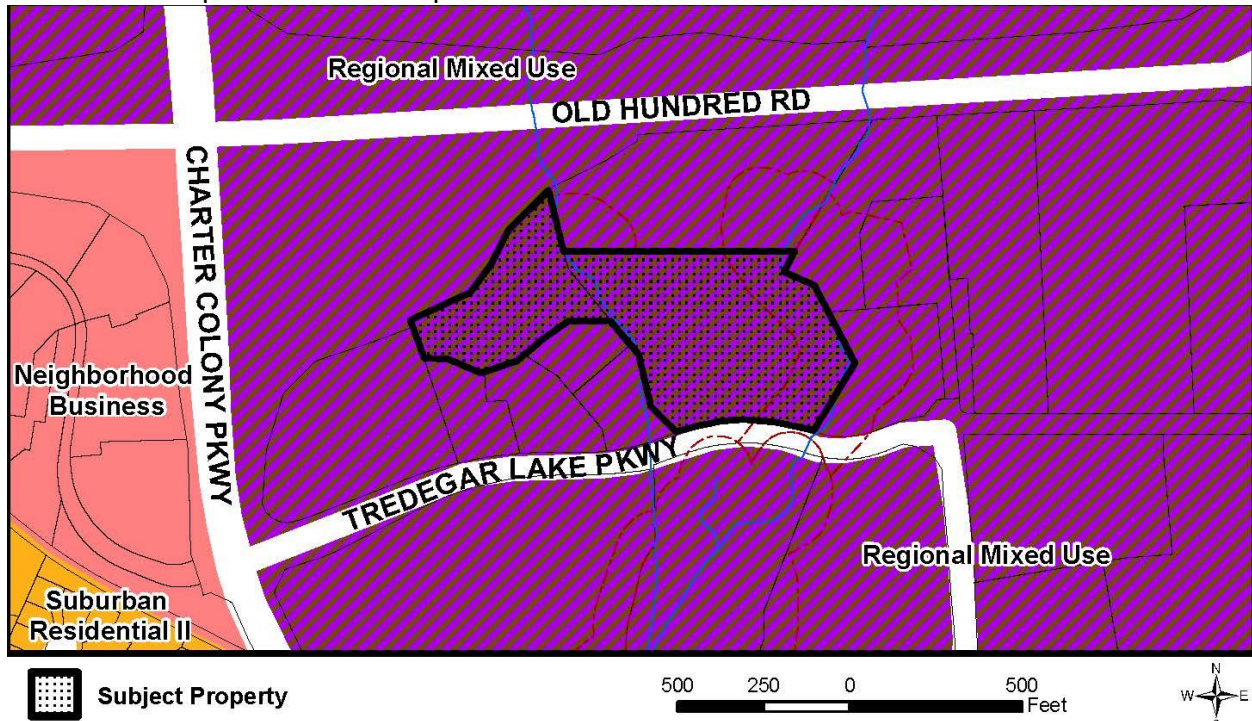 Regional Mixed Use
OLD HUNDRED RD
CHARTER COLONY PKWY
Neighborhood
Business
TREDEGAR LAKE PKWY
Regional Mixed Use
Suburban
Residential II
Subject Property
500 250 0 500
Feet
N
W E